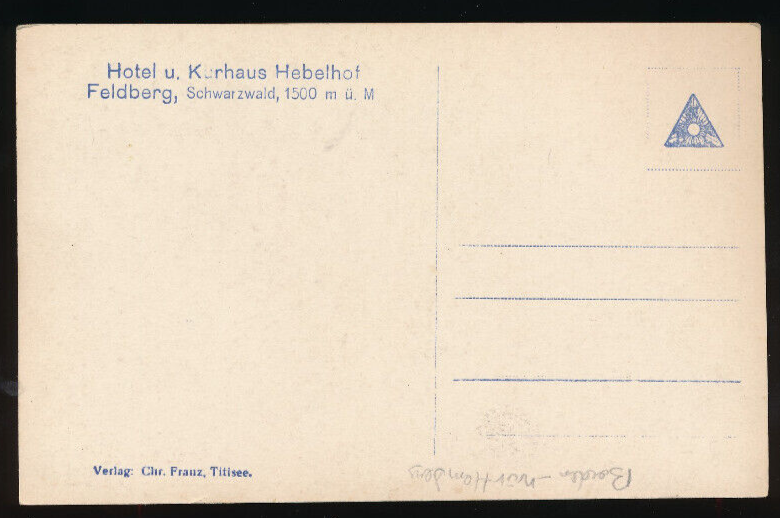 Hotel u. Kurhaus Hebelhof
Feldberg, Schwarzwald, 1500 m ü. M
Verlag: Chr. Franz, Titisee.